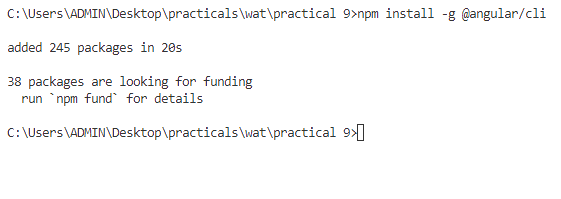 C:\Users\ADMIN\Desktop\practicals\wat\practical 9>npm install -g @angular/cli
added 245 packages in 20s
38 packages are looking for funding
  run `npm fund` for details
C:\Users\ADMIN\Desktop\practicals\wat\practical 9>